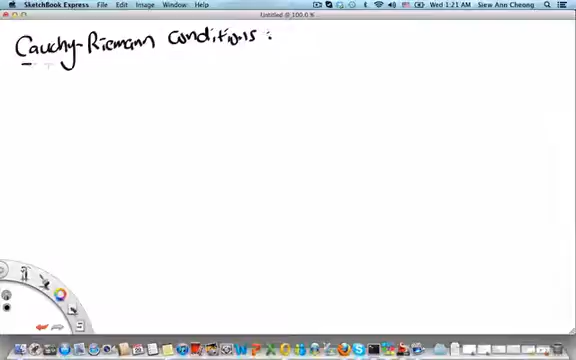 SketchBook Express File Edit Image Window Help Wed 1:21 AM Siew Ann Cheong
Untitled @ 100.0 %
Cauchy-Riemann conditions :